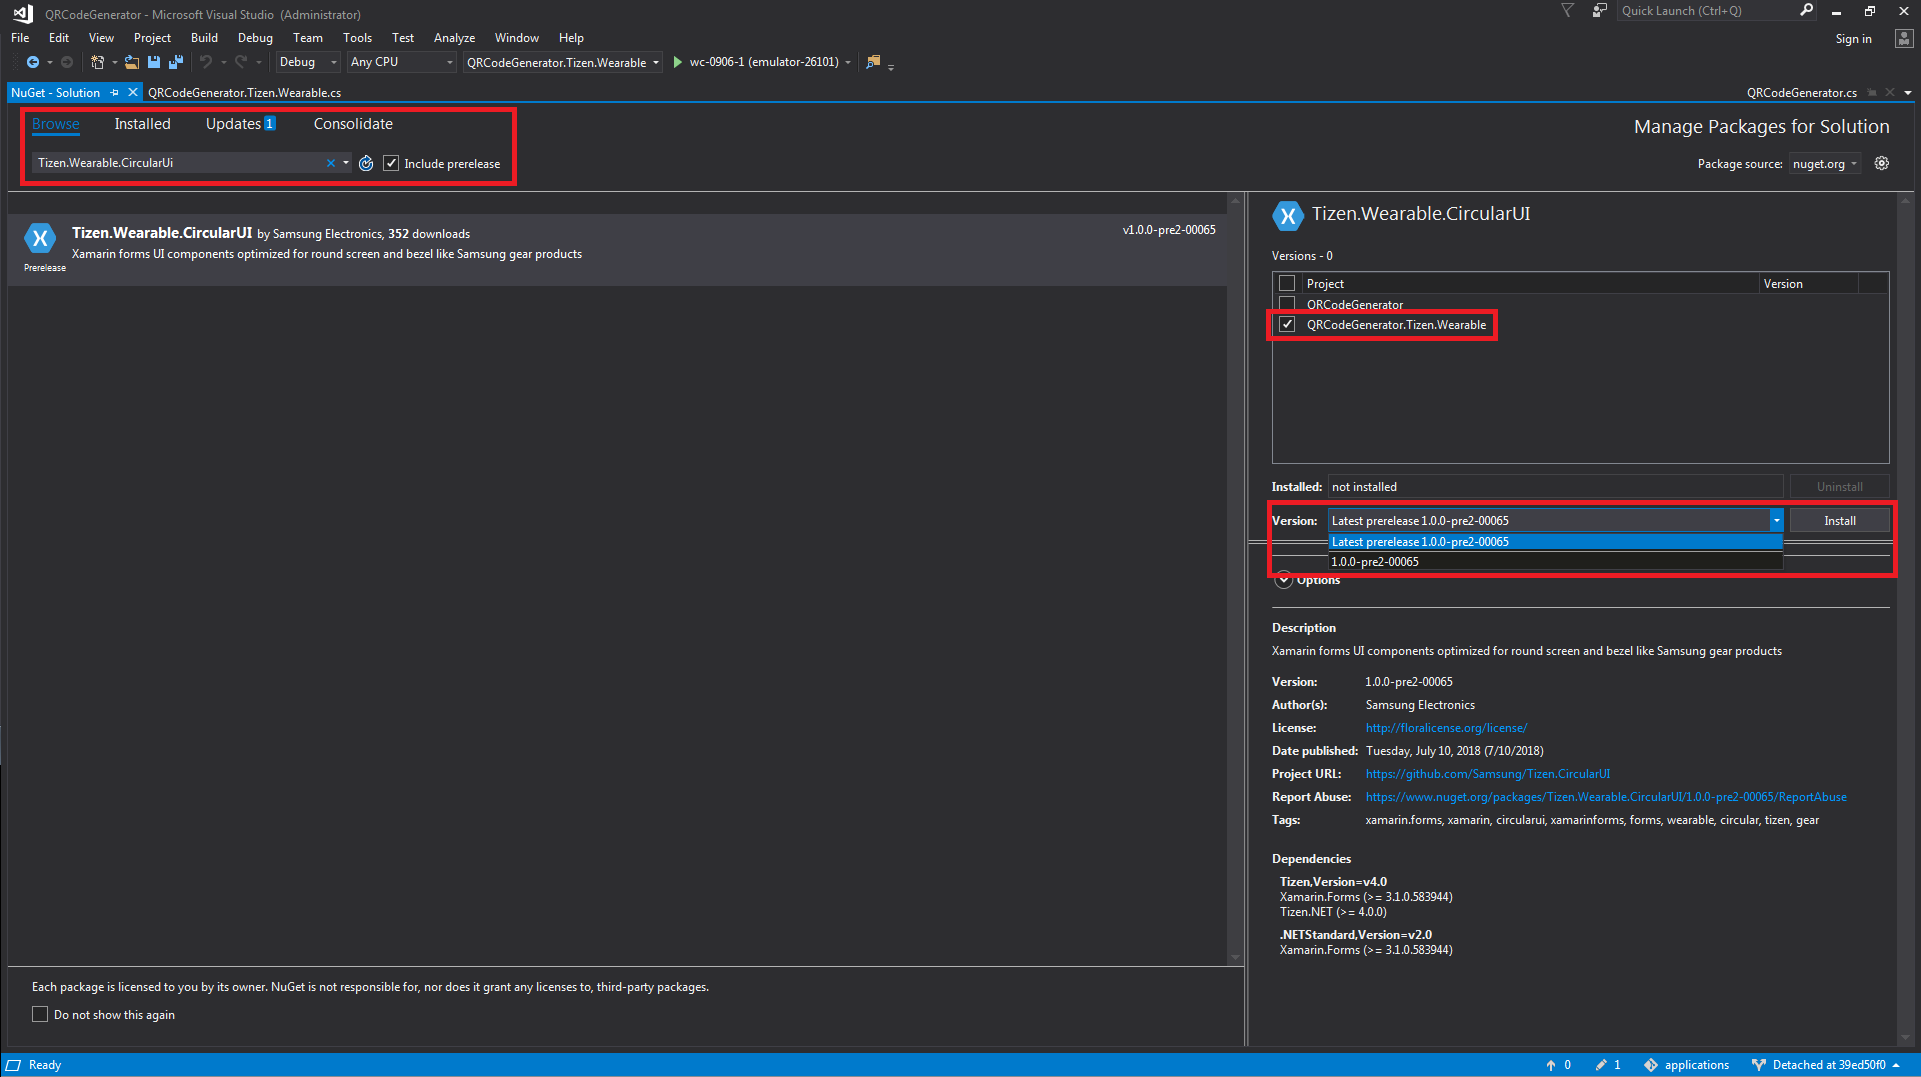 QRCodeGenerator - Microsoft Visual Studio (Administrator)
Quick Launch (Ctrl+Q)
File Edit View Project Build Debug Team Tools Test Analyze Window Help
Sign in
Debug Any CPU QRCodeGenerator.Tizen.Wearable wc-0906-1 (emulator-26101)
NuGet - Solution QRCodeGenerator.Tizen.Wearable.cs QRCodeGenerator.cs
Browse Installed Updates 1 Consolidate
Manage Packages for Solution
Tizen.Wearable.CircularUi Include prerelease
Package source: nuget.org
Tizen.Wearable.CircularUI by Samsung Electronics, 352 downloads v1.0.0-pre2-00065
Xamarin forms UI components optimized for round screen and bezel like Samsung gear products
Prerelease
Tizen.Wearable.CircularUI
Versions - 0
Project Version
QRCodeGenerator
QRCodeGenerator.Tizen.Wearable
Installed: not installed Uninstall
Version: Latest prerelease 1.0.0-pre2-00065 Install
Latest prerelease 1.0.0-pre2-00065
1.0.0-pre2-00065
Options
Description
Xamarin forms UI components optimized for round screen and bezel like Samsung gear products
Version: 1.0.0-pre2-00065
Author(s): Samsung Electronics
License: http://floralicense.org/license/
Date published: Tuesday, July 10, 2018 (7/10/2018)
Project URL: https://github.com/Samsung/Tizen.CircularUI
Report Abuse: https://www.nuget.org/packages/Tizen.Wearable.CircularUI/1.0.0-pre2-00065/ReportAbuse
Tags: xamarin.forms, xamarin, circularui, xamarinforms, forms, wearable, circular, tizen, gear
Dependencies
Tizen,Version=v4.0
Xamarin.Forms (>= 3.1.0.583944)
Tizen.NET (>= 4.0.0)
.NETStandard,Version=v2.0
Xamarin.Forms (>= 3.1.0.583944)
Each package is licensed to you by its owner. NuGet is not responsible for, nor does it grant any licenses to, third-party packages.
Do not show this again
Ready 0 1 applications Detached at 39ed50f0